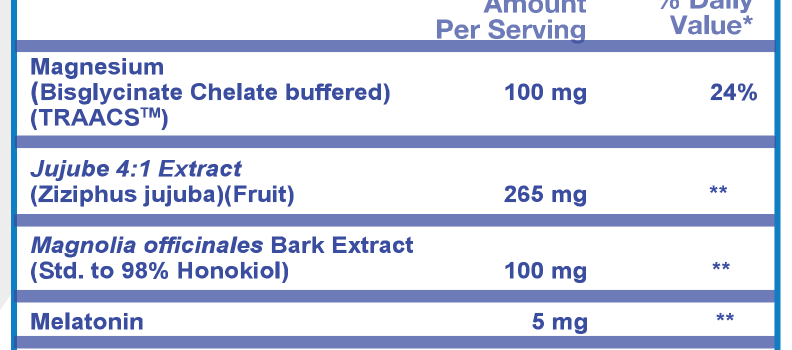 Amount % Daily
Per Serving Value*
Magnesium
(Bisglycinate Chelate buffered) 100 mg 24%
(TRAACS™)
Jujube 4:1 Extract
(Ziziphus jujuba)(Fruit) 265 mg **
Magnolia officinales Bark Extract
(Std. to 98% Honokiol) 100 mg **
Melatonin 5 mg **